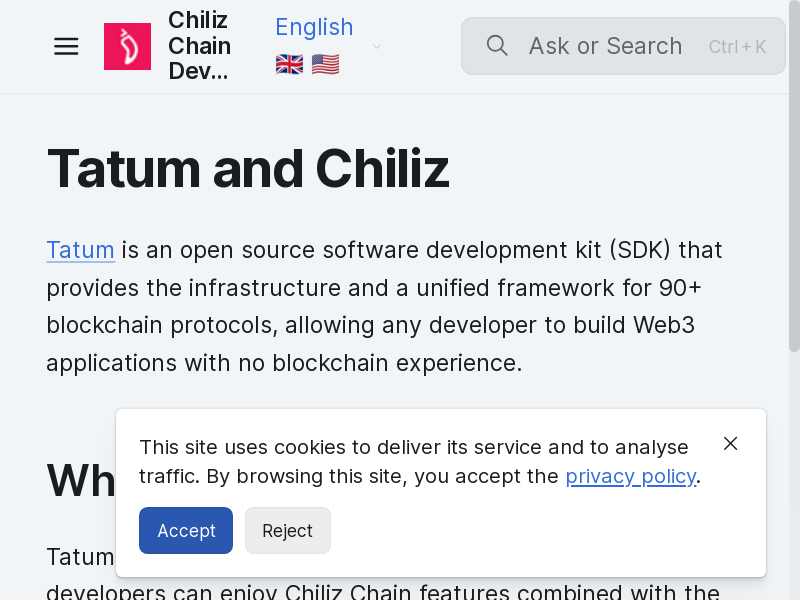 Chiliz
Chain
Dev...
English
Ask or Search
Ctrl + K
Tatum and Chiliz
Tatum is an open source software development kit (SDK) that
provides the infrastructure and a unified framework for 90+
blockchain protocols, allowing any developer to build Web3
applications with no blockchain experience.
This site uses cookies to deliver its service and to analyse
traffic. By browsing this site, you accept the privacy policy.
Accept
Reject
Wh
Tatum
developers can enjoy Chiliz Chain features combined with the